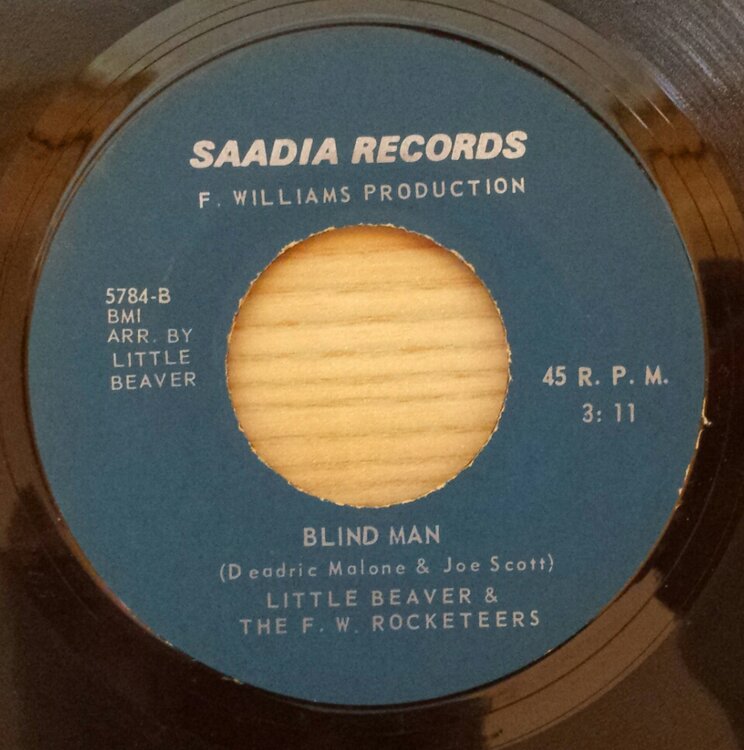 SAADIA RECORDS
F. WILLIAMS PRODUCTION
5784-B
BMI
ARR. BY
LITTLE
BEAVER
45 R. P. M.
3: 11
BLIND MAN
(Deadric Malone & Joe Scott)
LITTLE BEAVER &
THE F. W. ROCKETEERS